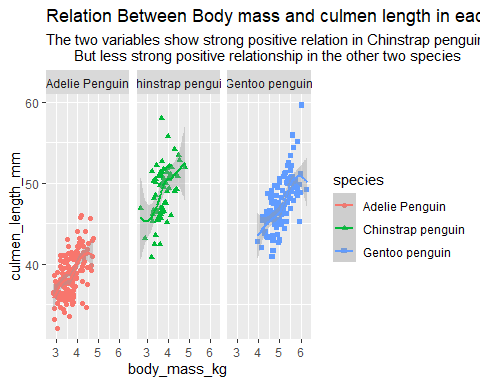 Relation Between Body mass and culmen length in eac
The two variables show strong positive relation in Chinstrap penguin
But less strong positive relationship in the other two species
Adelie Penguin hinstrap penguin Gentoo penguin
60
50
40
culmen_length_mm
3 4 5 6 3 4 5 6 3 4 5 6
body_mass_kg
species
Adelie Penguin
Chinstrap penguin
Gentoo penguin